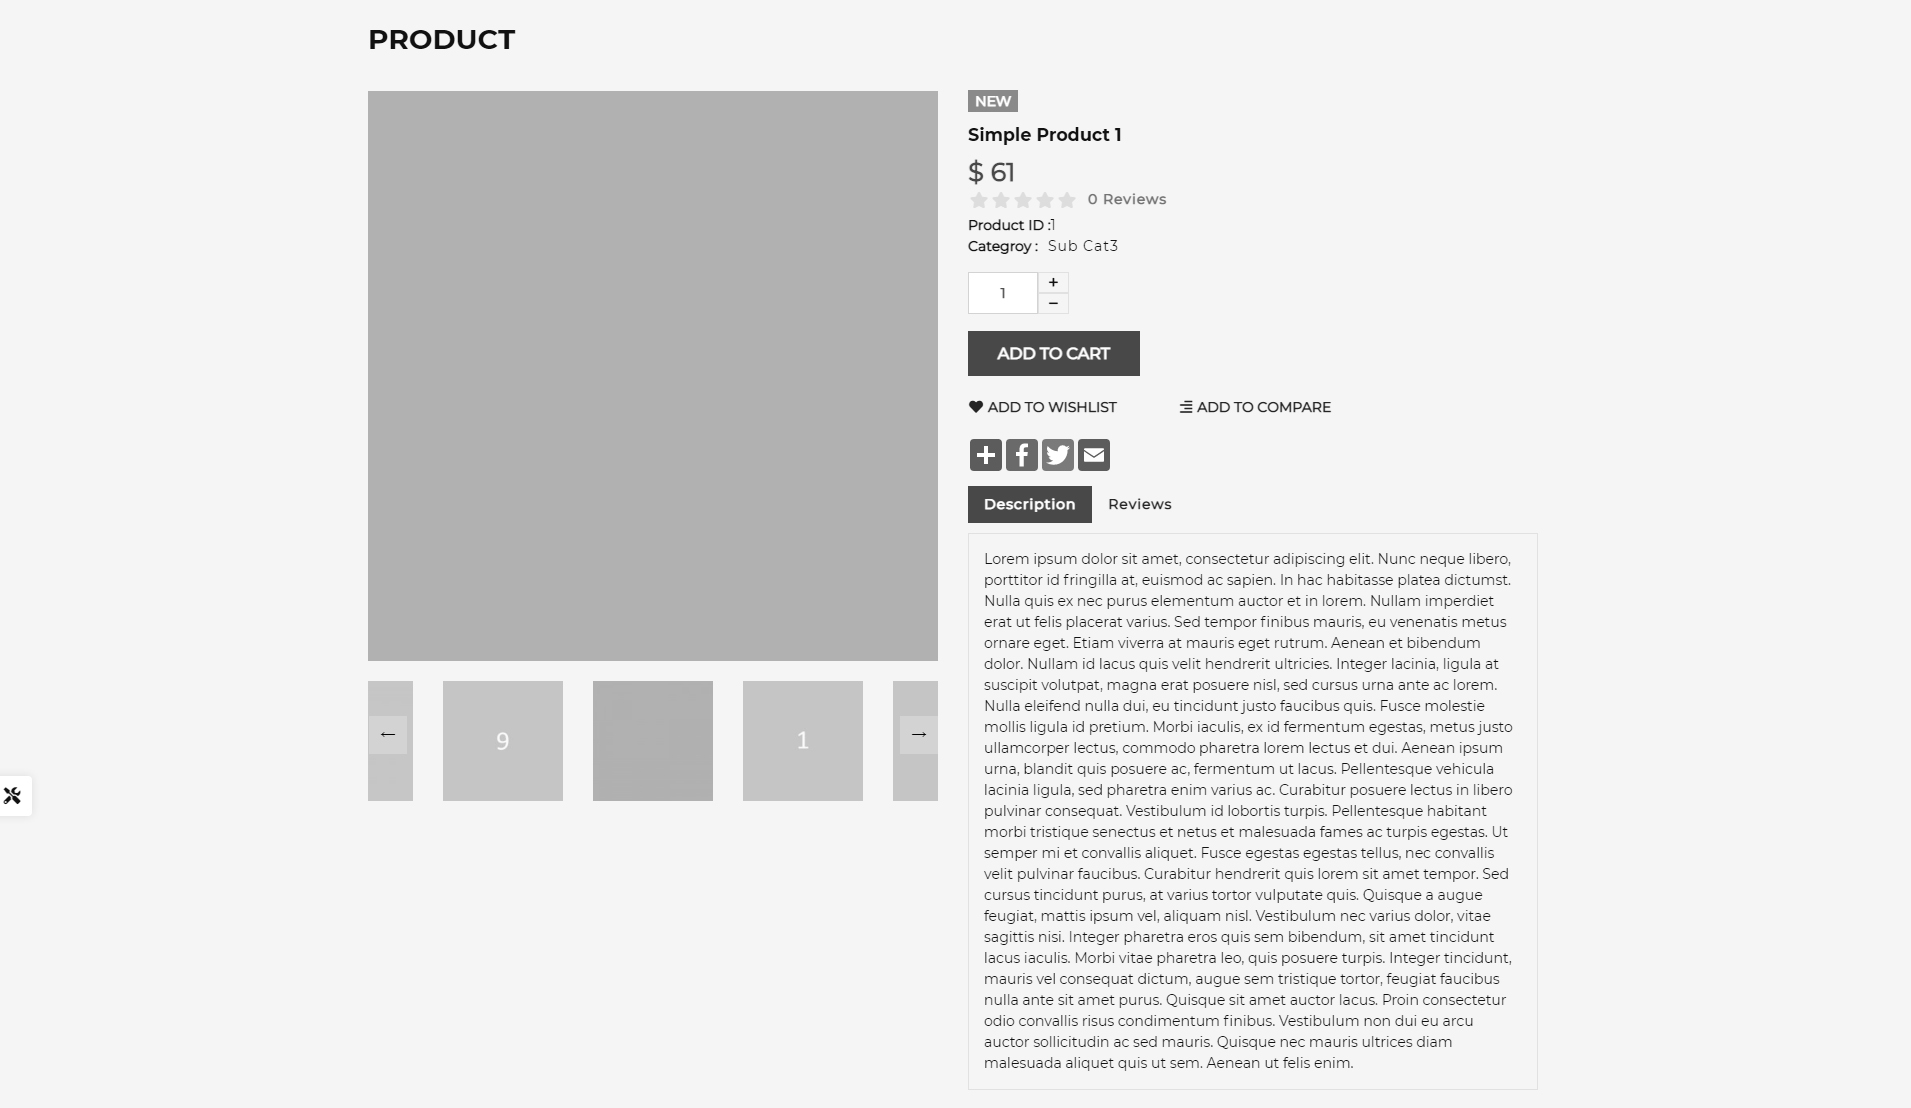 PRODUCT
NEW
Simple Product 1
$ 61
0 Reviews
Product ID :1
Categroy : Sub Cat3
1
+
−
ADD TO CART
ADD TO WISHLIST
ADD TO COMPARE
Description
Reviews
Lorem ipsum dolor sit amet, consectetur adipiscing elit. Nunc neque libero,
porttitor id fringilla at, euismod ac sapien. In hac habitasse platea dictumst.
Nulla quis ex nec purus elementum auctor et in lorem. Nullam imperdiet
erat ut felis placerat varius. Sed tempor finibus mauris, eu venenatis metus
ornare eget. Etiam viverra at mauris eget rutrum. Aenean et bibendum
dolor. Nullam id lacus quis velit hendrerit ultricies. Integer lacinia, ligula at
suscipit volutpat, magna erat posuere nisl, sed cursus urna ante ac lorem.
Nulla eleifend nulla dui, eu tincidunt justo faucibus quis. Fusce molestie
mollis ligula id pretium. Morbi iaculis, ex id fermentum egestas, metus justo
ullamcorper lectus, commodo pharetra lorem lectus et dui. Aenean ipsum
urna, blandit quis posuere ac, fermentum ut lacus. Pellentesque vehicula
lacinia ligula, sed pharetra enim varius ac. Curabitur posuere lectus in libero
pulvinar consequat. Vestibulum id lobortis turpis. Pellentesque habitant
morbi tristique senectus et netus et malesuada fames ac turpis egestas. Ut
semper mi et convallis aliquet. Fusce egestas egestas tellus, nec convallis
velit pulvinar faucibus. Curabitur hendrerit quis lorem sit amet tempor. Sed
cursus tincidunt purus, at varius tortor vulputate quis. Quisque a augue
feugiat, mattis ipsum vel, aliquam nisl. Vestibulum nec varius dolor, vitae
sagittis nisi. Integer pharetra eros quis sem bibendum, sit amet tincidunt
lacus iaculis. Morbi vitae pharetra leo, quis posuere turpis. Integer tincidunt,
mauris vel consequat dictum, augue sem tristique tortor, feugiat faucibus
nulla ante sit amet purus. Quisque sit amet auctor lacus. Proin consectetur
odio convallis risus condimentum finibus. Vestibulum non dui eu arcu
auctor sollicitudin ac sed mauris. Quisque nec mauris ultrices diam
malesuada aliquet quis ut sem. Aenean ut felis enim.
←
9
1
→